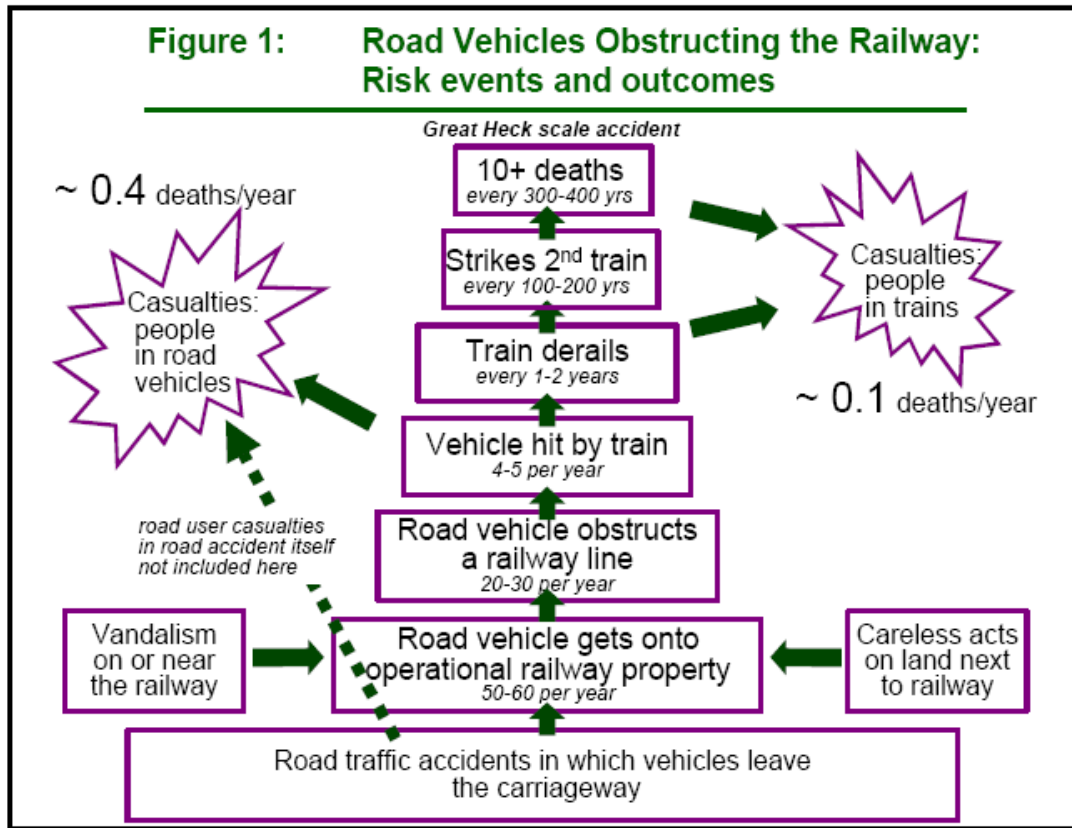 Figure 1: Road Vehicles Obstructing the Railway:
Risk events and outcomes
Great Heck scale accident
10+ deaths
every 300-400 yrs
~ 0.4 deaths/year
Strikes 2nd train
every 100-200 yrs
Casualties:
people
in trains
Casualties:
people
in road
vehicles
Train derails
every 1-2 years
~ 0.1 deaths/year
Vehicle hit by train
4-5 per year
road user casualties
in road accident itself
not included here
Road vehicle obstructs
a railway line
20-30 per year
Vandalism
on or near
the railway
Road vehicle gets onto
operational railway property
50-60 per year
Careless acts
on land next
to railway
Road traffic accidents in which vehicles leave
the carriageway